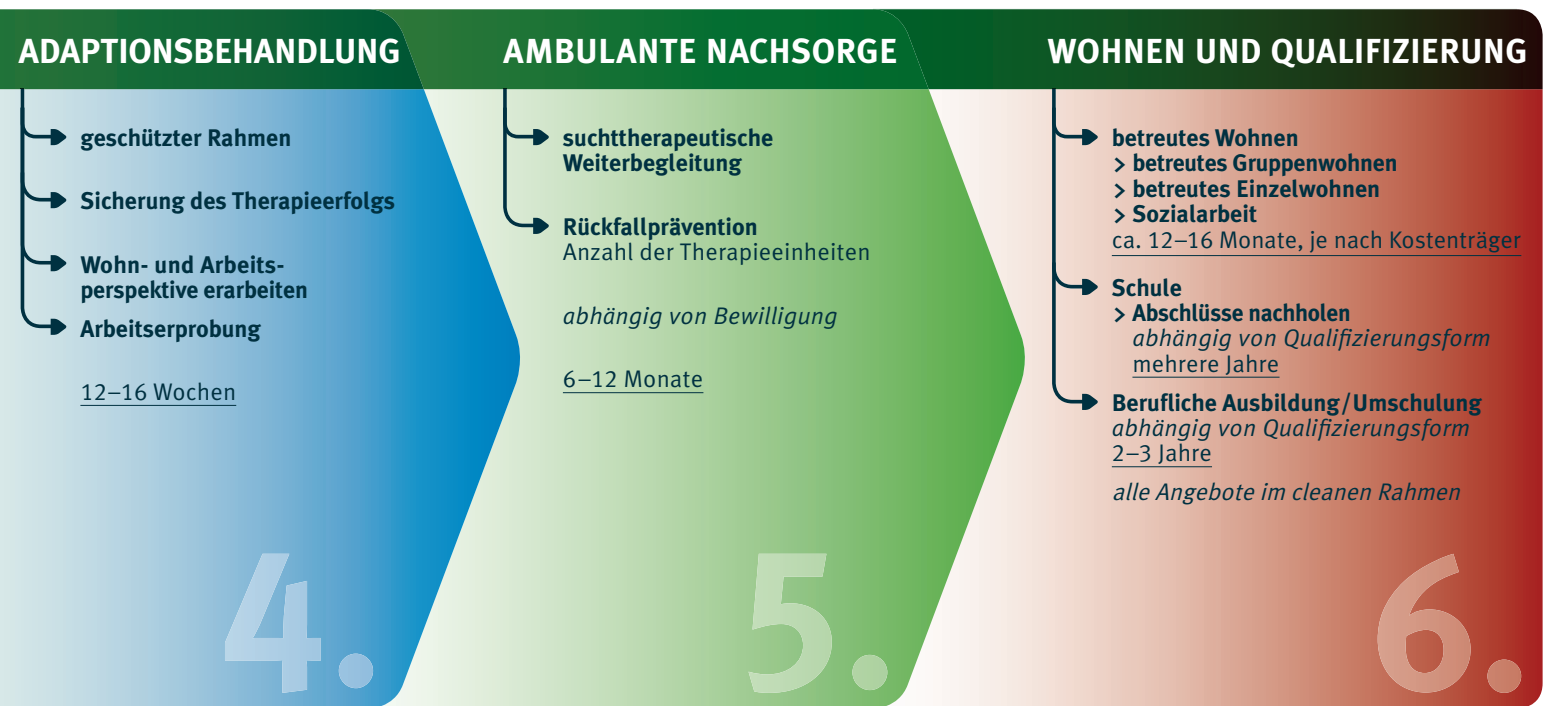 ADAPTIONSBEHANDLUNG
geschützter Rahmen
Sicherung des Therapieerfolgs
Wohn- und Arbeits-
perspektive erarbeiten
Arbeitserprobung
12–16 Wochen
4.
AMBULANTE NACHSORGE
suchttherapeutische
Weiterbegleitung
Rückfallprävention
Anzahl der Therapieeinheiten
abhängig von Bewilligung
6–12 Monate
5.
WOHNEN UND QUALIFIZIERUNG
betreutes Wohnen
> betreutes Gruppenwohnen
> betreutes Einzelwohnen
> Sozialarbeit
ca. 12–16 Monate, je nach Kostenträger
Schule
> Abschlüsse nachholen
abhängig von Qualifizierungsform
mehrere Jahre
Berufliche Ausbildung/Umschulung
abhängig von Qualifizierungsform
2–3 Jahre
alle Angebote im cleanen Rahmen
6.